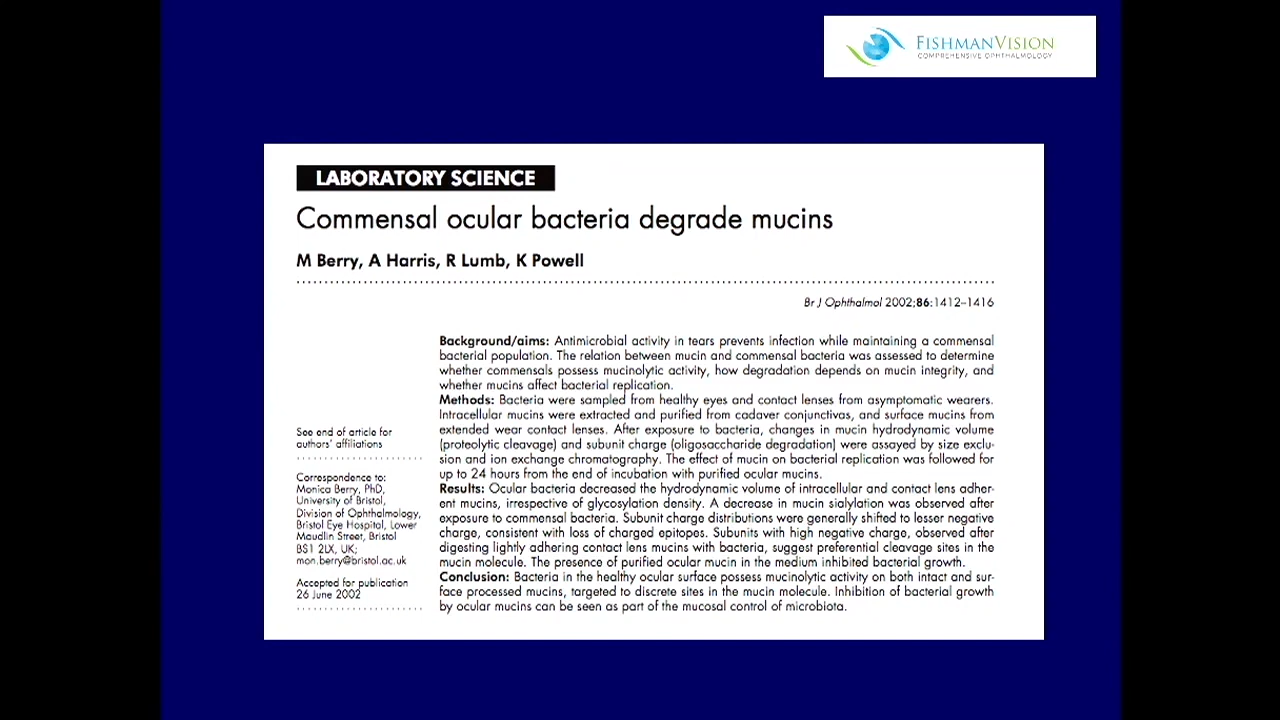 FISHMANVISION
COMPREHENSIVE OPHTHALMOLOGY
LABORATORY SCIENCE
Commensal ocular bacteria degrade mucins
M Berry, A Harris, R Lumb, K Powell
Br J Ophthalmol 2002;86:1412–1416
See end of article for
authors' affiliations
Correspondence to:
Monica Berry, PhD,
University of Bristol,
Division of Ophthalmology,
Bristol Eye Hospital, Lower
Maudlin Street, Bristol
BS1 2LX, UK;
mon.berry@bristol.ac.uk
Accepted for publication
26 June 2002
Background/aims: Antimicrobial activity in tears prevents infection while maintaining a commensal
bacterial population. The relation between mucin and commensal bacteria was assessed to determine
whether commensals possess mucinolytic activity, how degradation depends on mucin integrity, and
whether mucins affect bacterial replication.
Methods: Bacteria were sampled from healthy eyes and contact lenses from asymptomatic wearers.
Intracellular mucins were extracted and purified from cadaver conjunctivas, and surface mucins from
extended wear contact lenses. After exposure to bacteria, changes in mucin hydrodynamic volume
(proteolytic cleavage) and subunit charge (oligosaccharide degradation) were assayed by size exclu-
sion and ion exchange chromatography. The effect of mucin on bacterial replication was followed for
up to 24 hours from the end of incubation with purified ocular mucins.
Results: Ocular bacteria decreased the hydrodynamic volume of intracellular and contact lens adher-
ent mucins, irrespective of glycosylation density. A decrease in mucin sialylation was observed after
exposure to commensal bacteria. Subunit charge distributions were generally shifted to lesser negative
charge, consistent with loss of charged epitopes. Subunits with high negative charge, observed after
digesting lightly adhering contact lens mucins with bacteria, suggest preferential cleavage sites in the
mucin molecule. The presence of purified ocular mucin in the medium inhibited bacterial growth.
Conclusion: Bacteria in the healthy ocular surface possess mucinolytic activity on both intact and sur-
face processed mucins, targeted to discrete sites in the mucin molecule. Inhibition of bacterial growth
by ocular mucins can be seen as part of the mucosal control of microbiota.